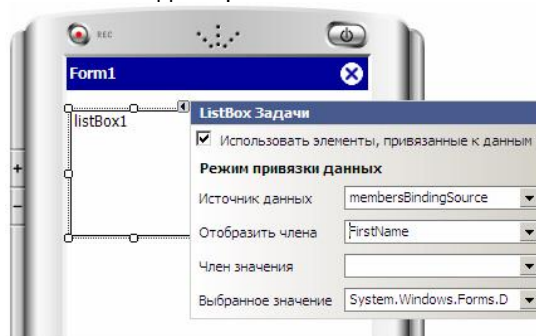 REC
Form1
listBox1
ListBox Задачи
Использовать элементы, привязанные к данным
Режим привязки данных
Источник данных membersBindingSource
Отобразить члена FirstName
Член значения
Выбранное значение System.Windows.Forms.D
+
-